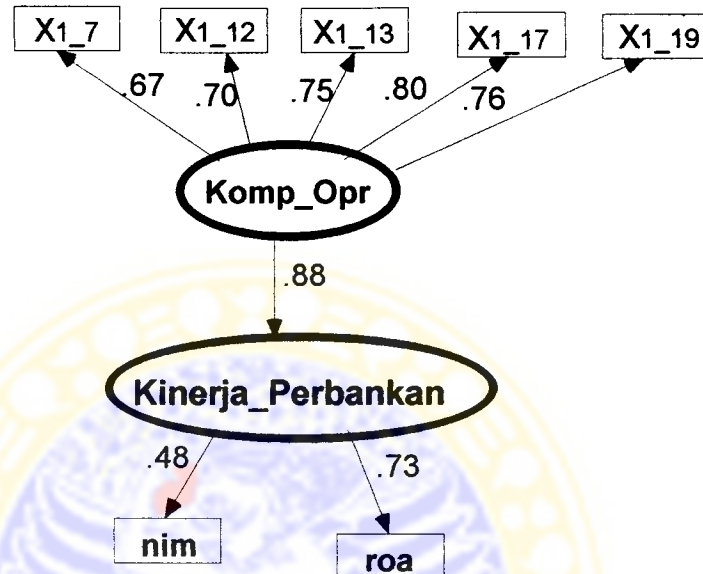 X1_7 X1_12 X1_13 X1_17 X1_19
.67 .70 .75 .80 .76
Komp_Opr
.88
Kinerja_Perbankan
.48 .73
nim roa